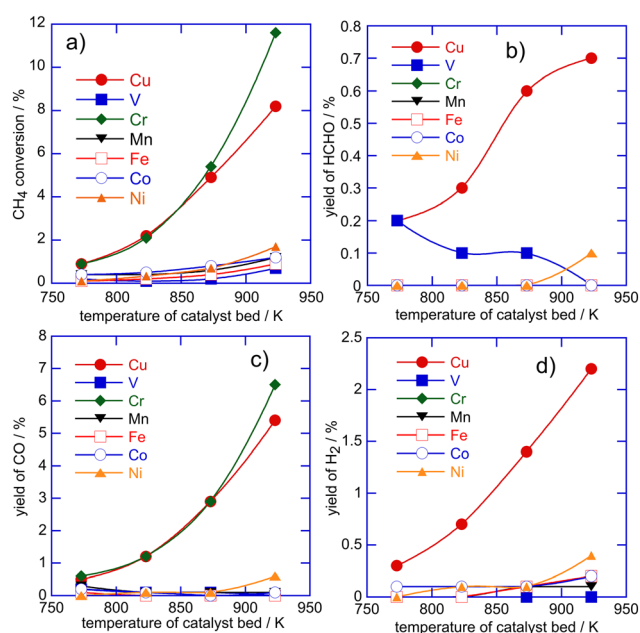 a)
12
10
8
6
4
2
0
CH4 conversion / %
Cu
V
Cr
Mn
Fe
Co
Ni
750 800 850 900 950
temperature of catalyst bed / K
b)
0.8
0.7
0.6
0.5
0.4
0.3
0.2
0.1
0
yield of HCHO / %
Cu
V
Cr
Mn
Fe
Co
Ni
750 800 850 900 950
temperature of catalyst bed / K
c)
8
7
6
5
4
3
2
1
0
yield of CO / %
Cu
V
Cr
Mn
Fe
Co
Ni
750 800 850 900 950
temperature of catalyst bed / K
d)
2.5
2
1.5
1
0.5
0
yield of H2 / %
Cu
V
Cr
Mn
Fe
Co
Ni
750 800 850 900 950
temperature of catalyst bed / K